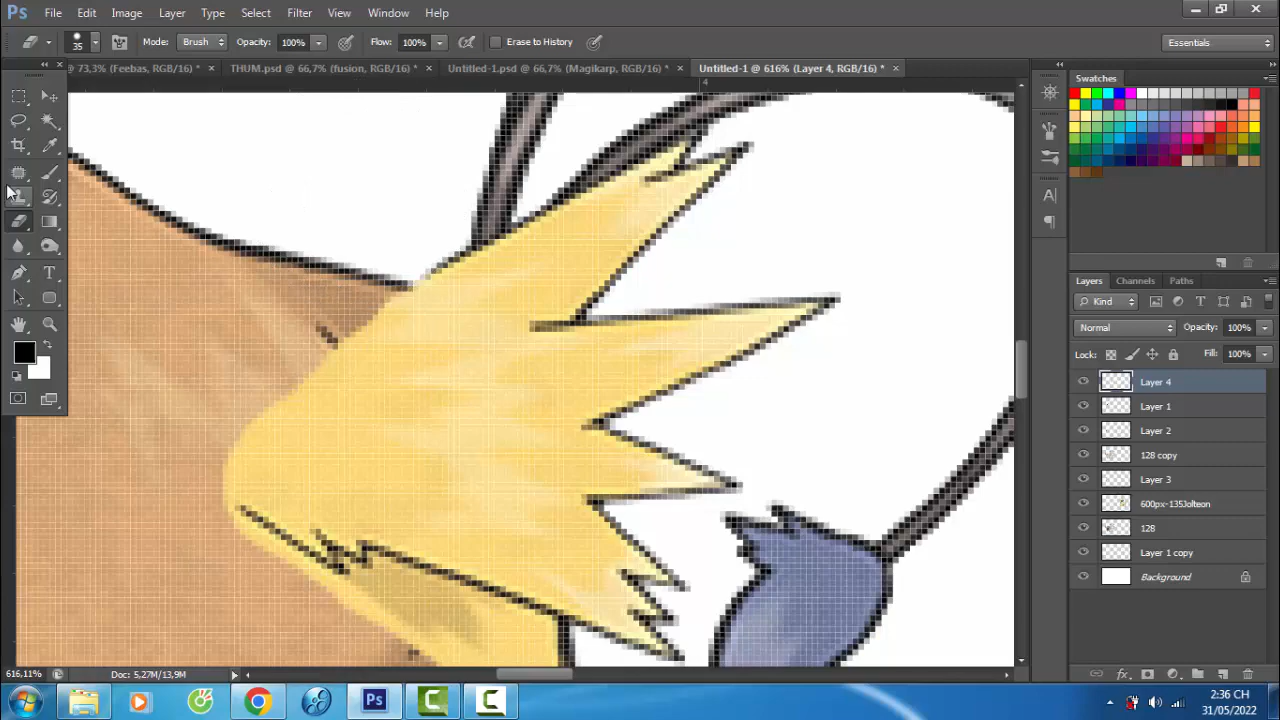 Ps File Edit Image Layer Type Select Filter View Window Help
35 Mode: Brush Opacity: 100% Flow: 100% Erase to History Essentials
73,3% (Feebas, RGB/16) * × THUM.psd @ 66,7% (fusion, RGB/16) * × Untitled-1.psd @ 66,7% (Magikarp, RGB/16) * × Untitled-1 @ 616% (Layer 4, RGB/16) * ×
4
Swatches
Layers Channels Paths
Kind
Normal Opacity: 100%
Lock: Fill: 100%
Layer 4
Layer 1
Layer 2
128 copy
128
Layer 1 copy
Background
616,11% Doc: 5,27M/13,9M
Ps
2:36 CH
31/05/2022